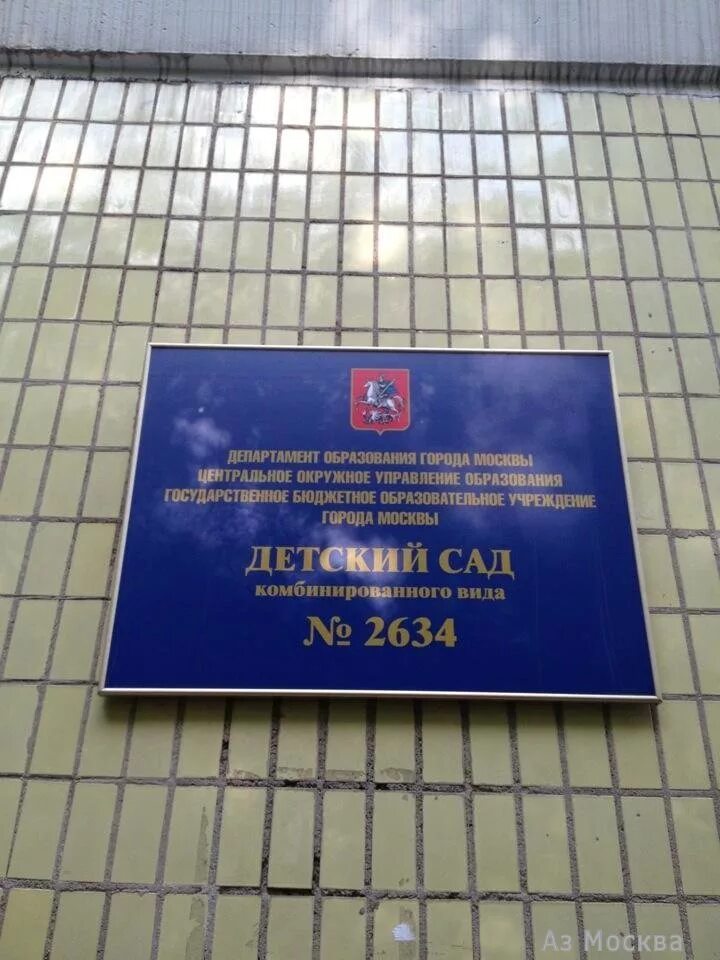 ДЕПАРТАМЕНТ ОБРАЗОВАНИЯ ГОРОДА МОСКВЫ
ЦЕНТРАЛЬНОЕ ОКРУЖНОЕ УПРАВЛЕНИЕ ОБРАЗОВАНИЯ
ГОСУДАРСТВЕННОЕ БЮДЖЕТНОЕ ОБРАЗОВАТЕЛЬНОЕ УЧРЕЖДЕНИЕ
ГОРОДА МОСКВЫ
ДЕТСКИЙ САД
комбинированного вида
№ 2634
Аз Москва